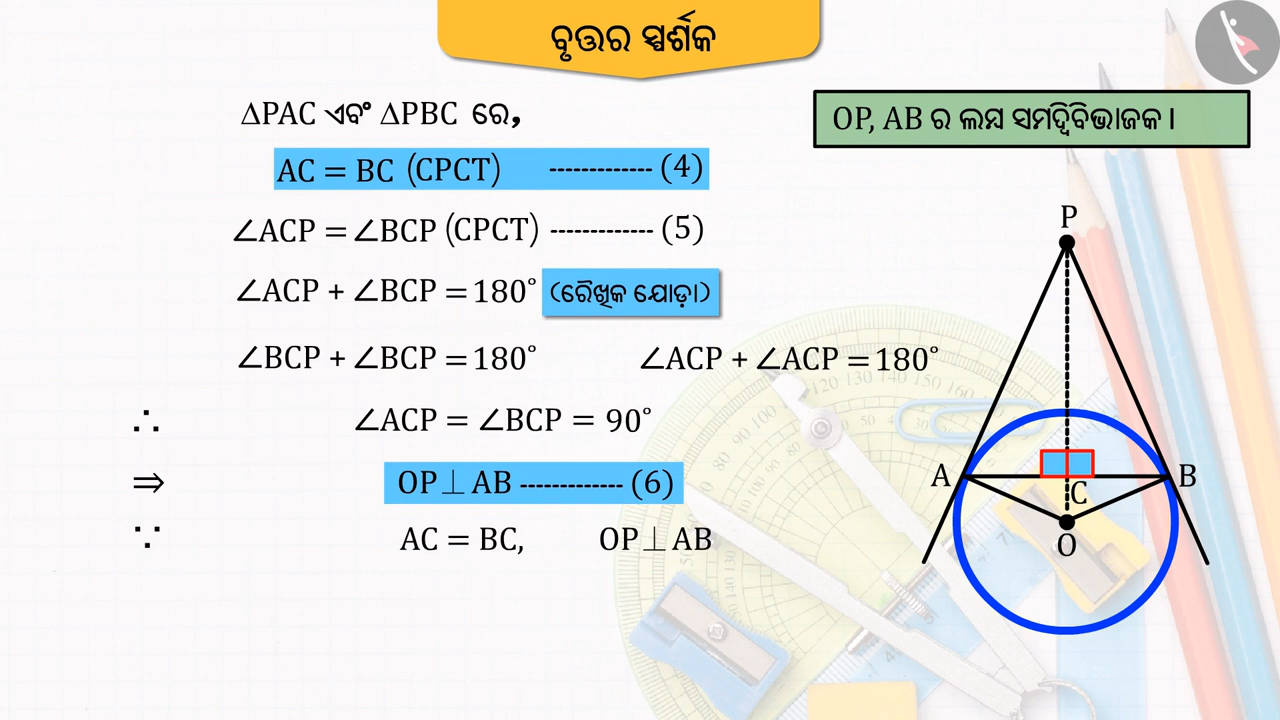 ବୃତ୍ତର ସ୍ପର୍ଶକ
ΔPAC ଏବଂ ΔPBC ରେ,
OP, AB ର ଲମ୍ବ ସମଦ୍ୱିବିଭାଜକ ।
AC = BC (CPCT) ------------- (4)
∠ACP = ∠BCP (CPCT) ------------- (5)
∠ACP + ∠BCP = 180° (ରୈଖିକ ଯୋଡ଼ା)
∠BCP + ∠BCP = 180° ∠ACP + ∠ACP = 180°
∴ ∠ACP = ∠BCP = 90°
⇒ OP ⊥ AB ------------- (6)
∵ AC = BC, OP ⊥ AB
P
A
B
C
O